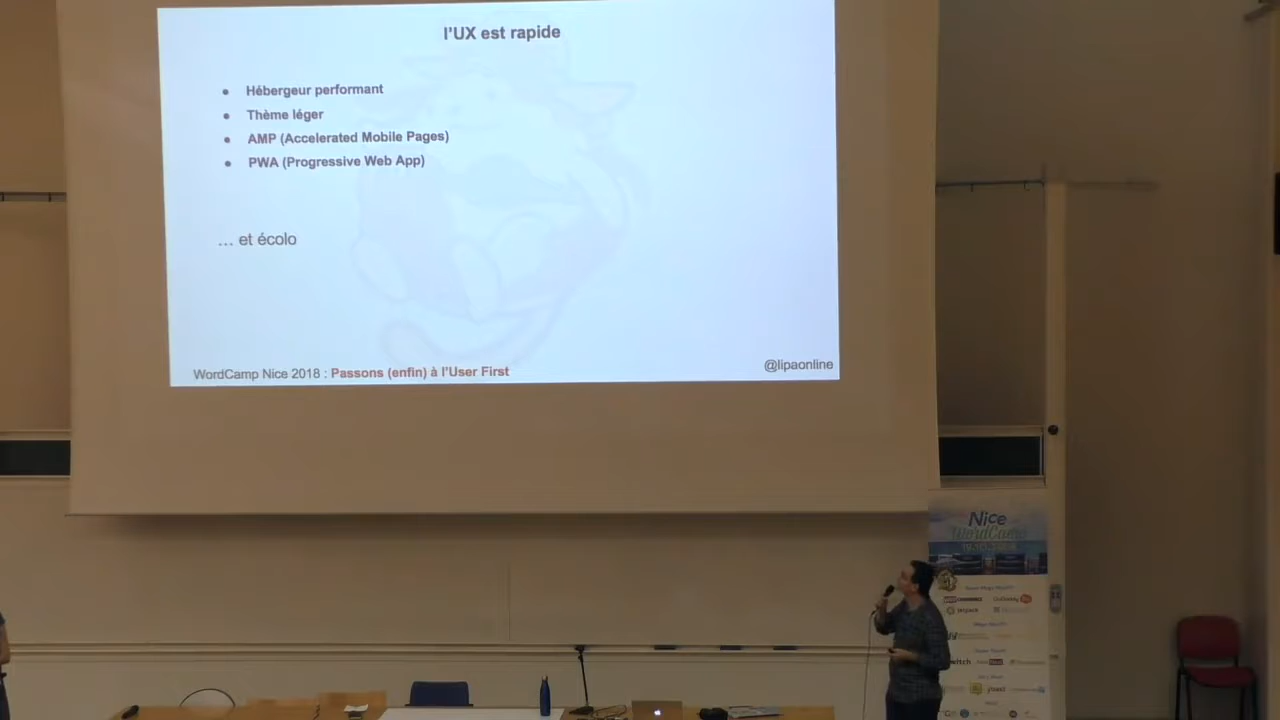 l'UX est rapide
● Hébergeur performant
● Thème léger
● AMP (Accelerated Mobile Pages)
● PWA (Progressive Web App)
… et écolo
WordCamp Nice 2018 : Passons (enfin) à l'User First
@lipaonline
Nice
WordCamp